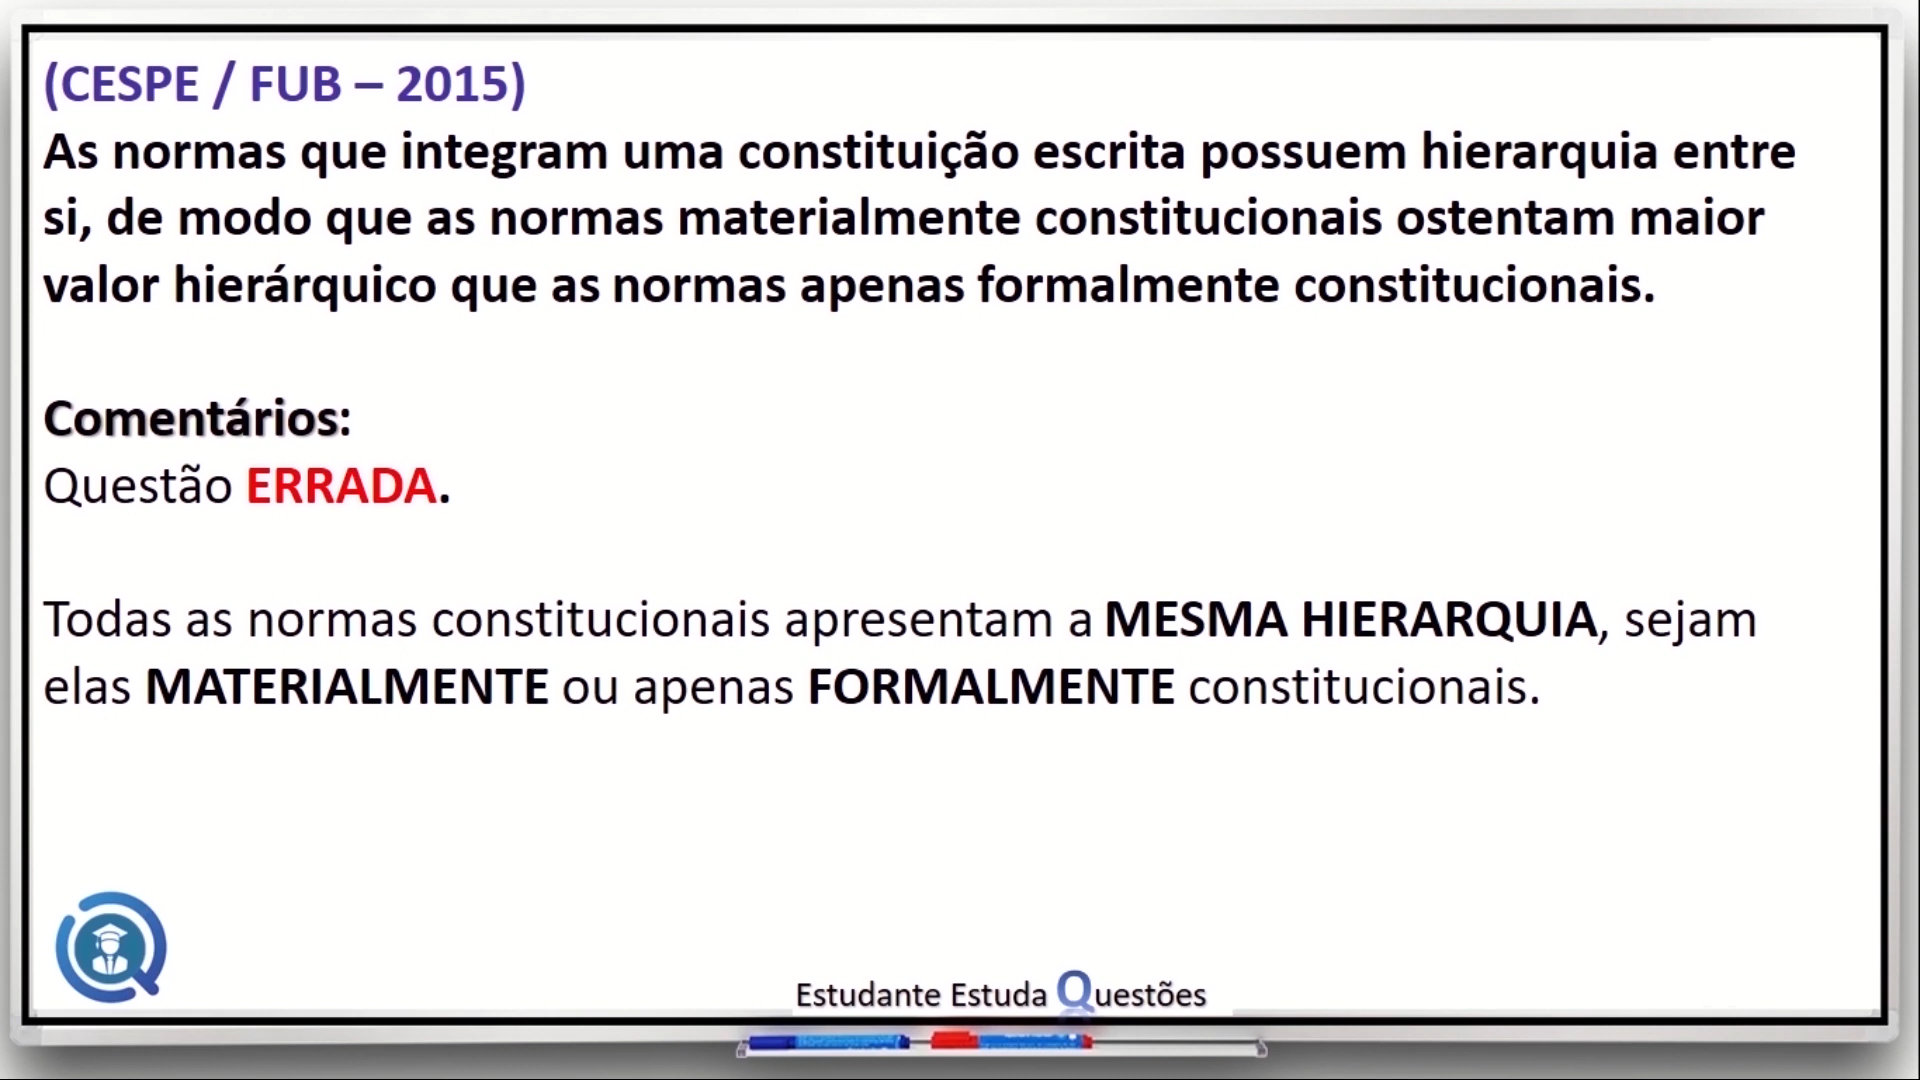 (CESPE / FUB – 2015)
As normas que integram uma constituição escrita possuem hierarquia entre
si, de modo que as normas materialmente constitucionais ostentam maior
valor hierárquico que as normas apenas formalmente constitucionais.
Comentários:
Questão ERRADA.
Todas as normas constitucionais apresentam a MESMA HIERARQUIA, sejam
elas MATERIALMENTE ou apenas FORMALMENTE constitucionais.
Estudante Estuda Questões